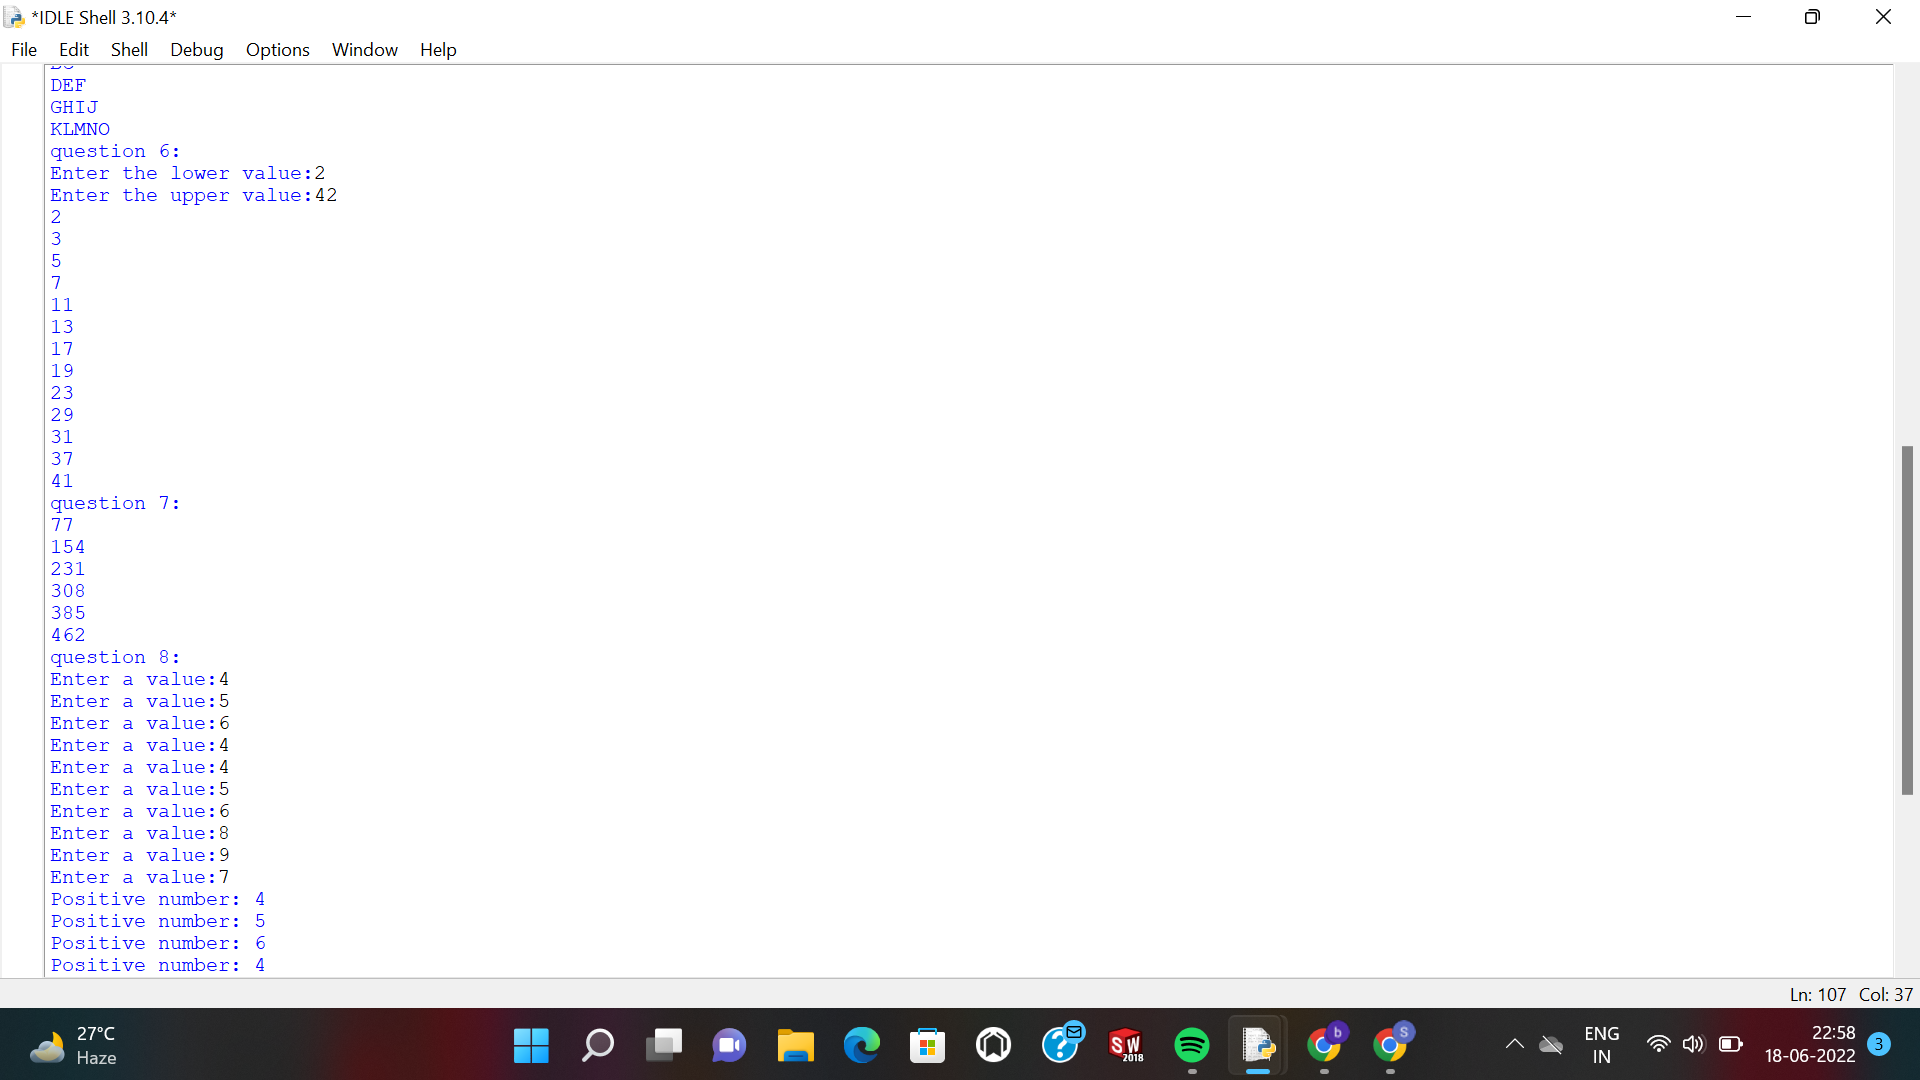 *IDLE Shell 3.10.4*
File Edit Shell Debug Options Window Help
DEF
GHIJ
KLMNO
question 6:
Enter the lower value:2
Enter the upper value:42
2
3
5
7
11
13
17
19
23
29
31
37
41
question 7:
77
154
231
308
385
462
question 8:
Enter a value:4
Enter a value:5
Enter a value:6
Enter a value:4
Enter a value:4
Enter a value:5
Enter a value:6
Enter a value:8
Enter a value:9
Enter a value:7
Positive number: 4
Positive number: 5
Positive number: 6
Positive number: 4
Ln: 107 Col: 37
27°C
Haze
SW
2018
b
S
ENG
IN
22:58
18-06-2022
3